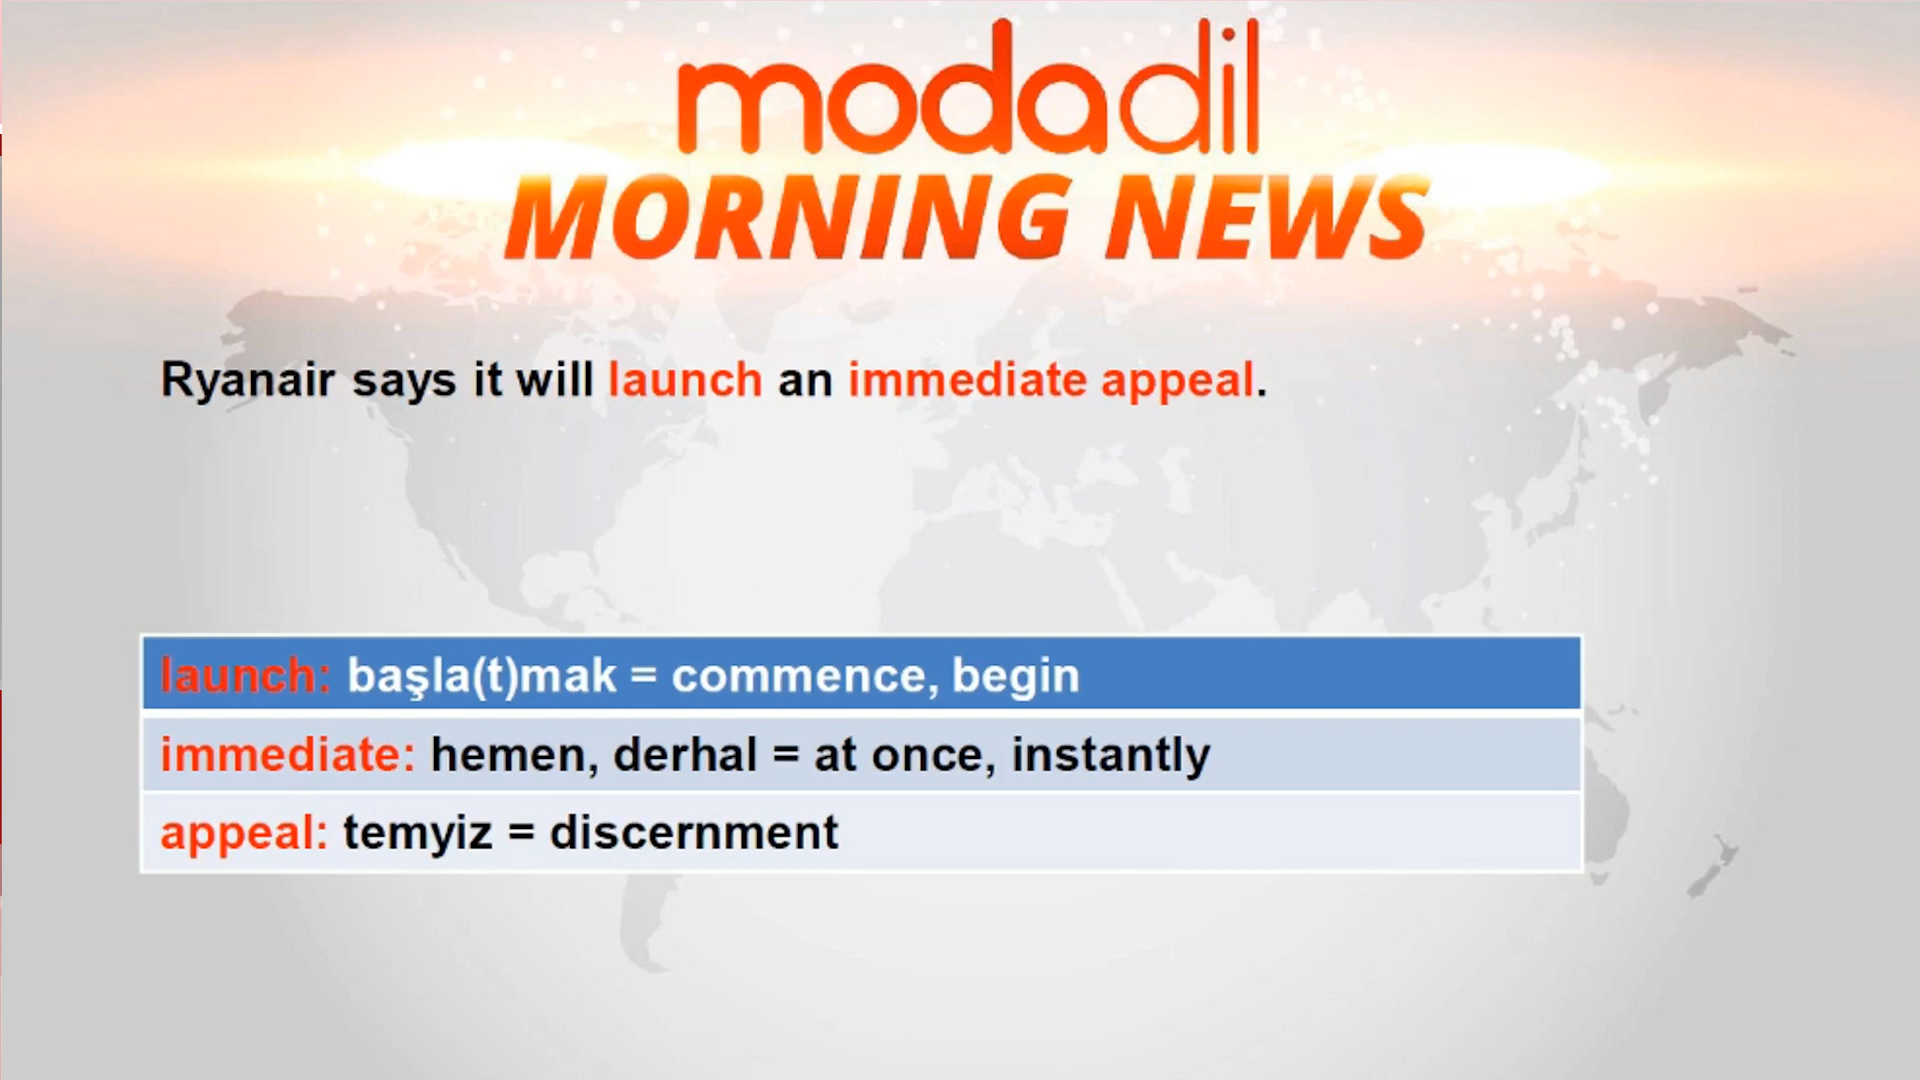 modadil
MORNING NEWS
Ryanair says it will launch an immediate appeal.
launch: başla(t)mak = commence, begin
immediate: hemen, derhal = at once, instantly
appeal: temyiz = discernment